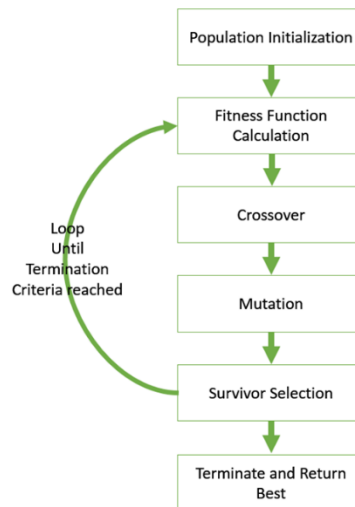 Population Initialization
Fitness Function
Calculation
Crossover
Loop
Until
Termination
Criteria reached
Mutation
Survivor Selection
Terminate and Return
Best